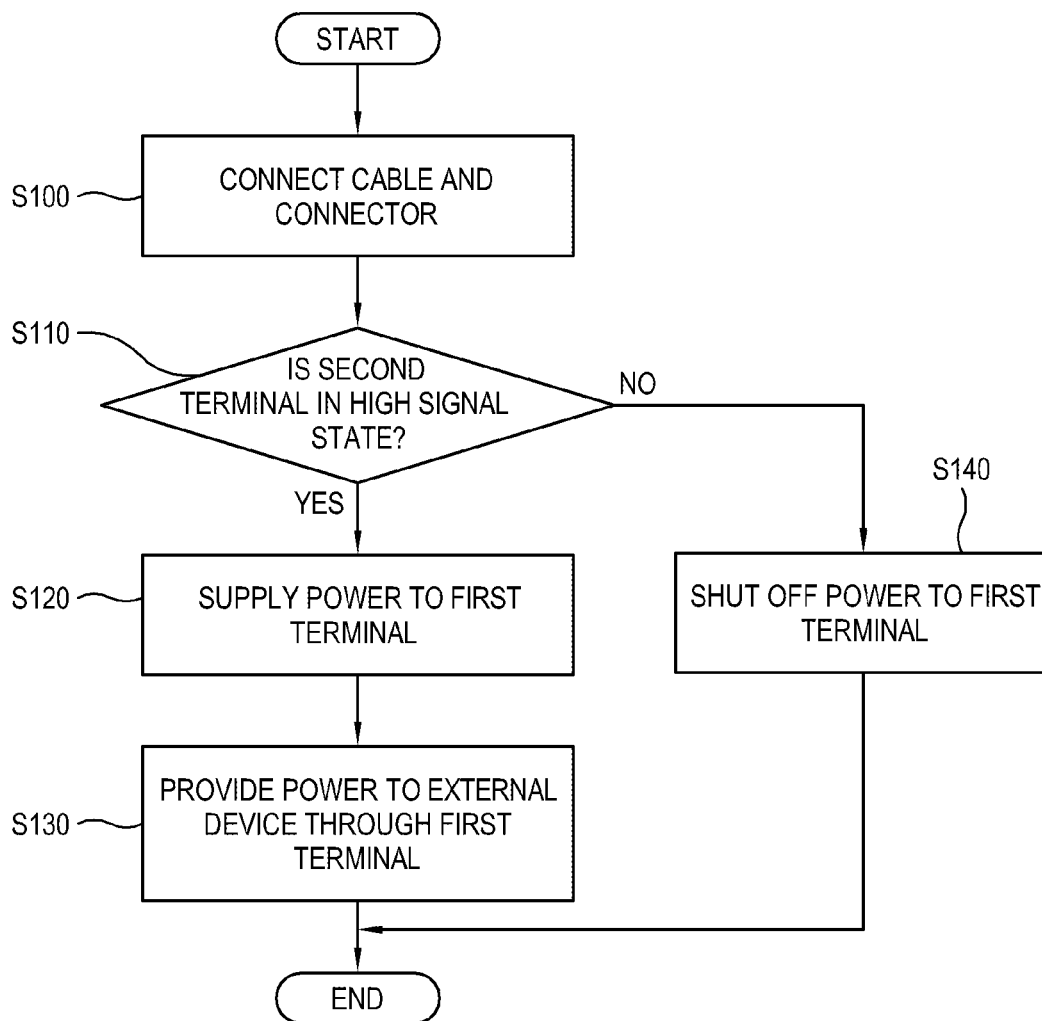 START
S100
CONNECT CABLE AND
CONNECTOR
S110
IS SECOND
TERMINAL IN HIGH SIGNAL
STATE?
NO
YES
S140
S120
SUPPLY POWER TO FIRST
TERMINAL
SHUT OFF POWER TO FIRST
TERMINAL
S130
PROVIDE POWER TO EXTERNAL
DEVICE THROUGH FIRST
TERMINAL
END